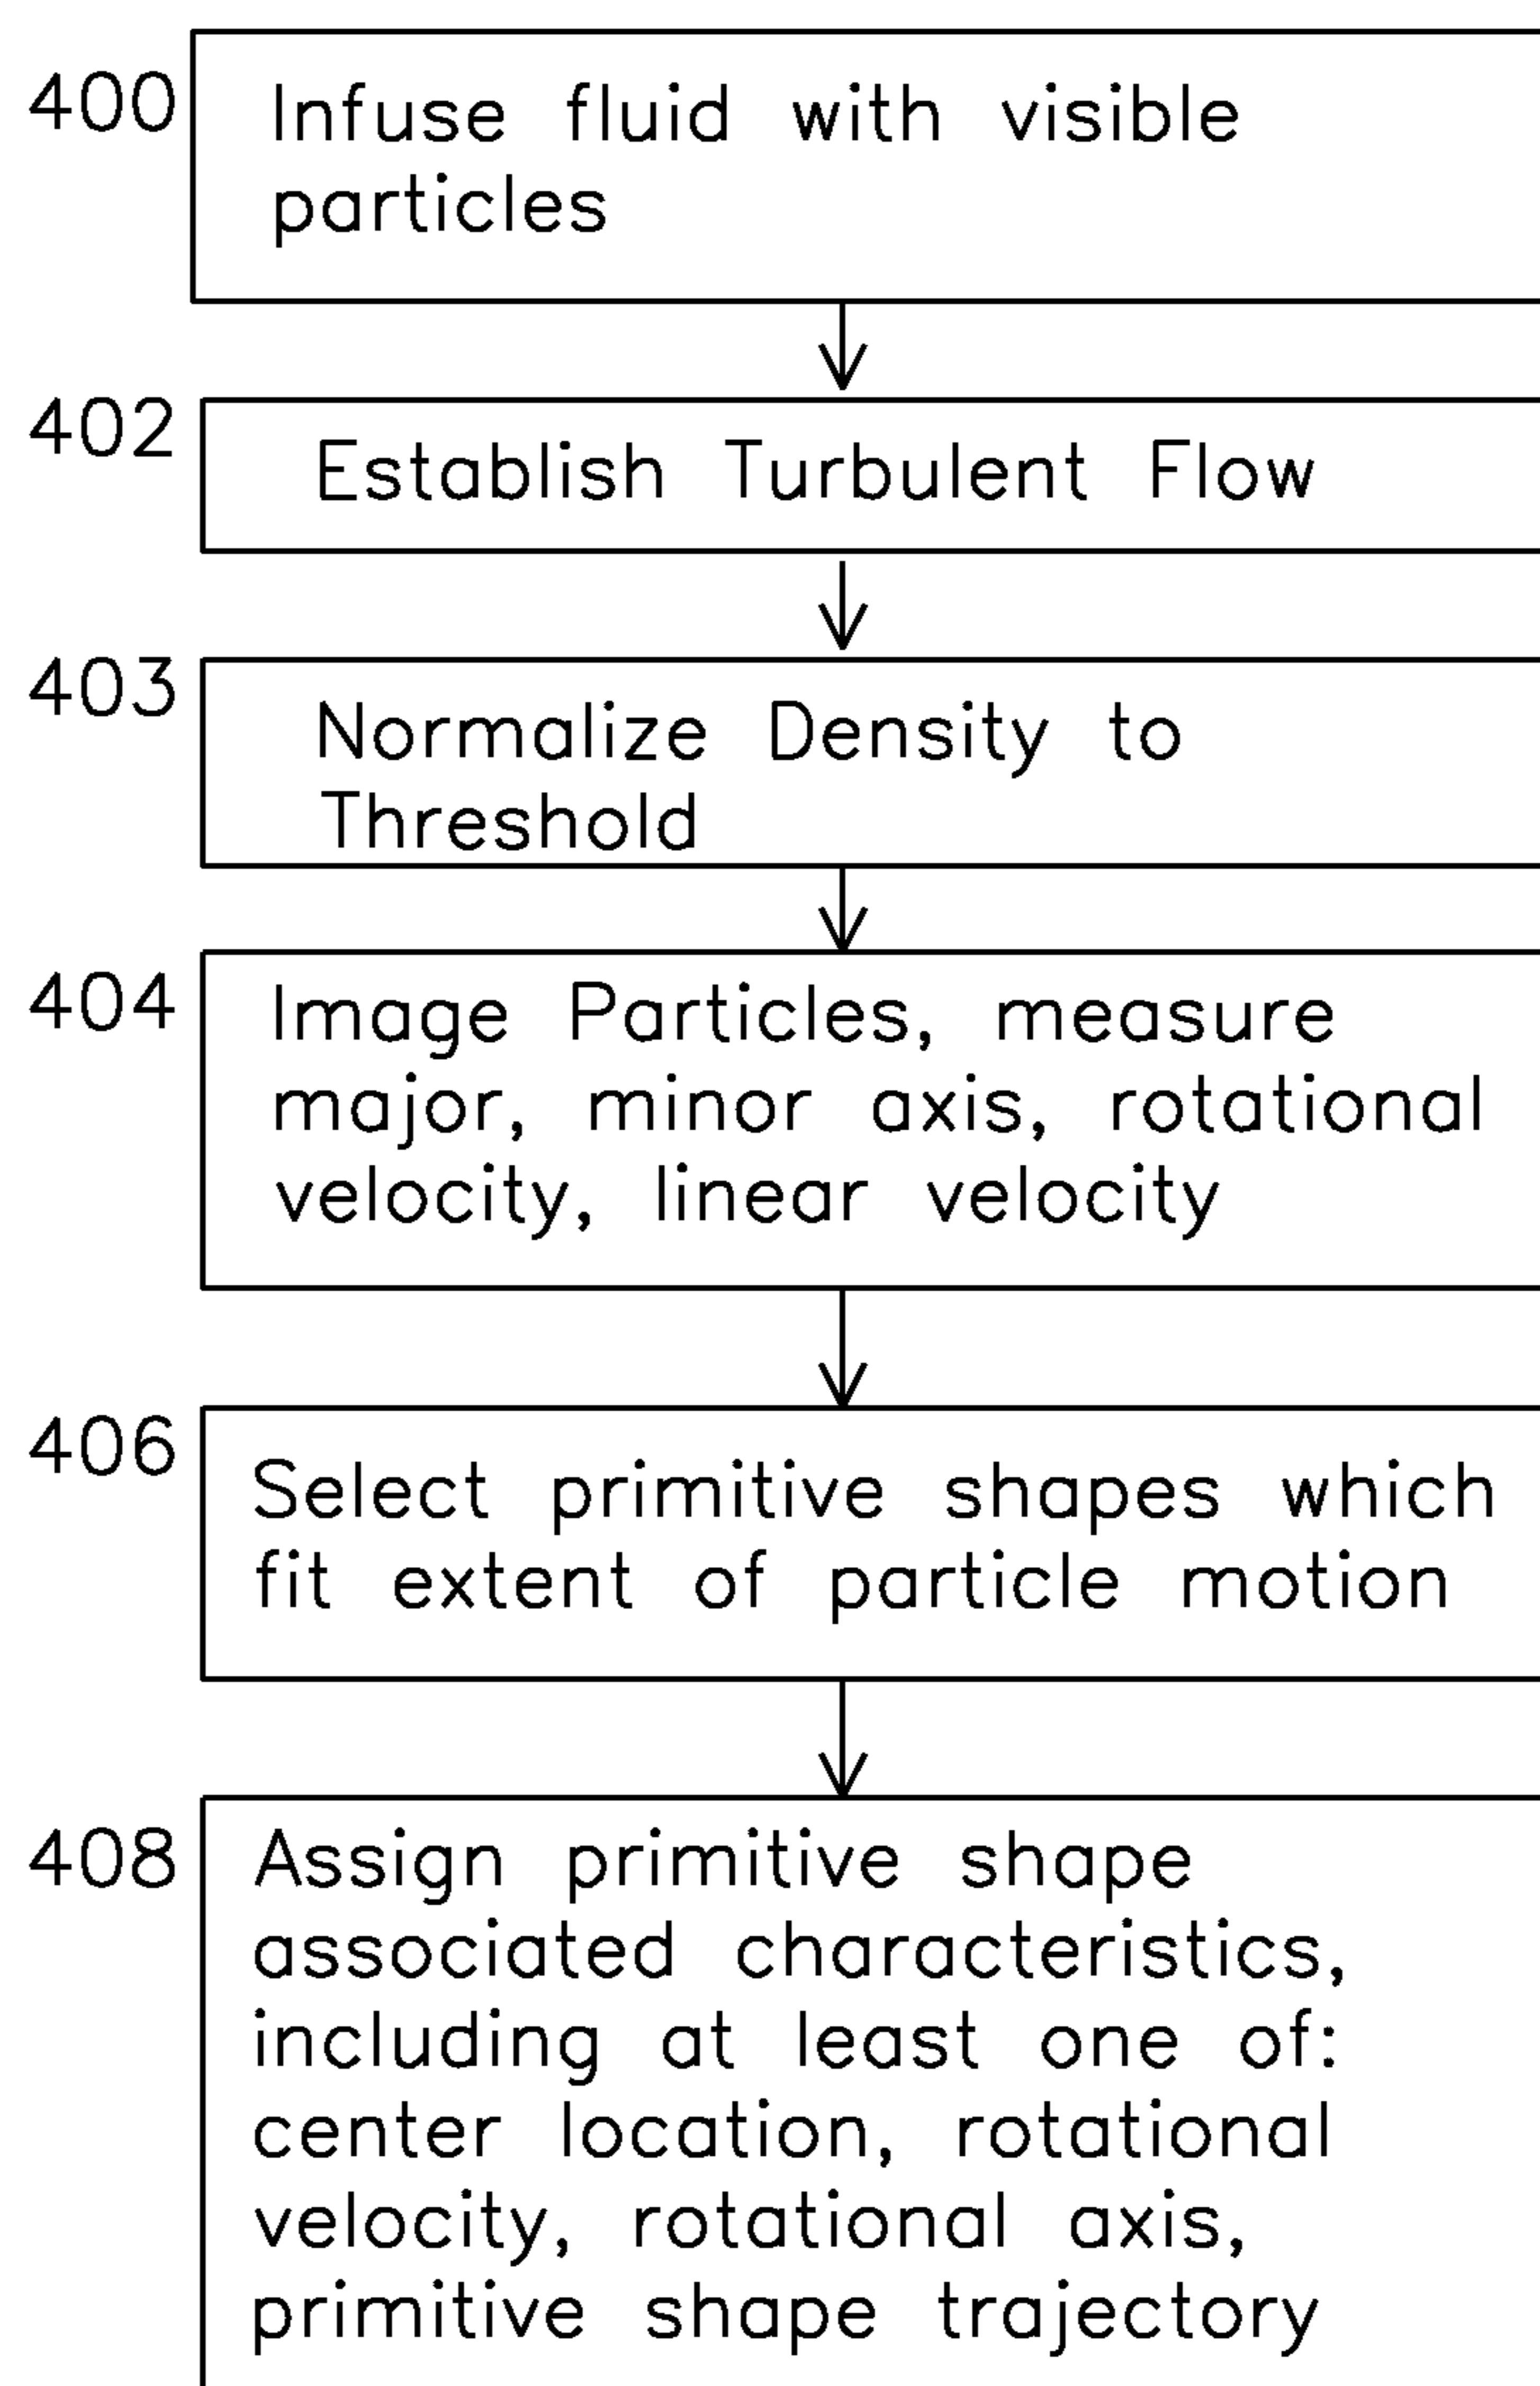 400 Infuse fluid with visible
particles
402 Establish Turbulent Flow
403 Normalize Density to
Threshold
404 Image Particles, measure
major, minor axis, rotational
velocity, linear velocity
406 Select primitive shapes which
fit extent of particle motion
408 Assign primitive shape
associated characteristics,
including at least one of:
center location, rotational
velocity, rotational axis,
primitive shape trajectory